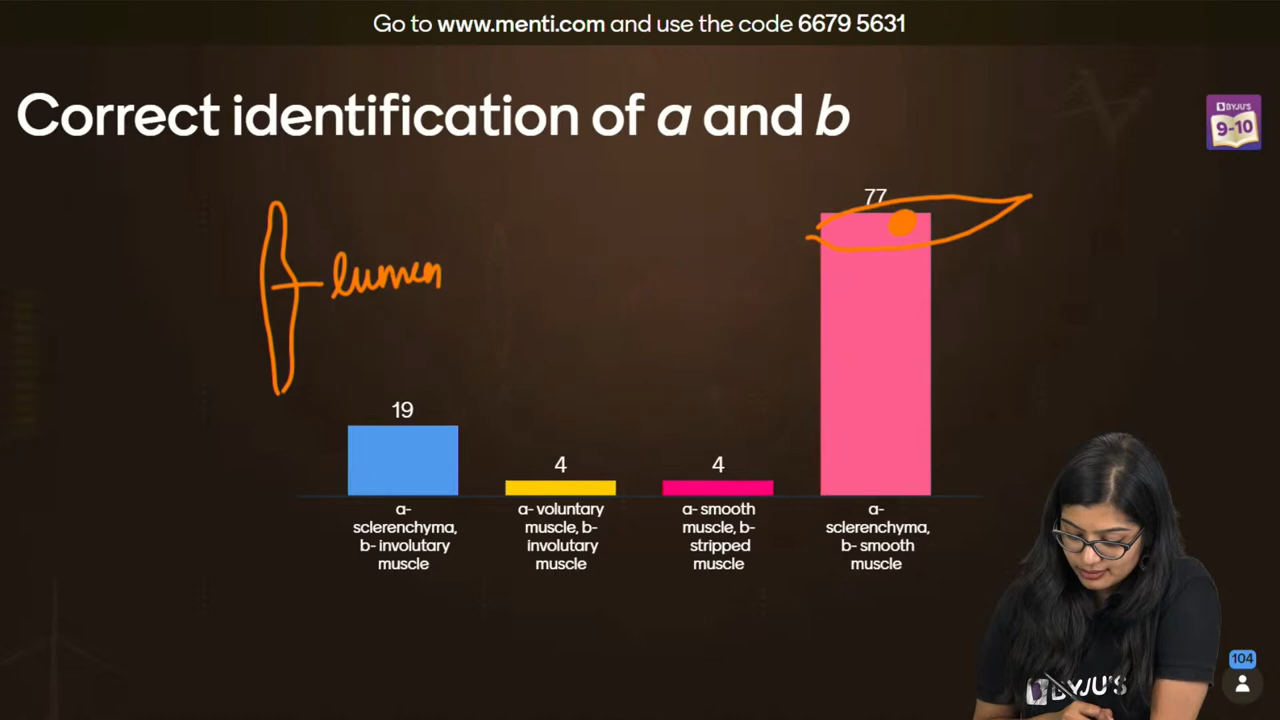 Go to www.menti.com and use the code 6679 5631
Correct identification of a and b
BYJU'S
9-10
77
lumen
19
4
4
a-
sclerenchyma,
b- involutary
muscle
a- voluntary
muscle, b-
involutary
muscle
a- smooth
muscle, b-
stripped
muscle
a-
sclerenchyma,
b- smooth
muscle
104
BYJU'S